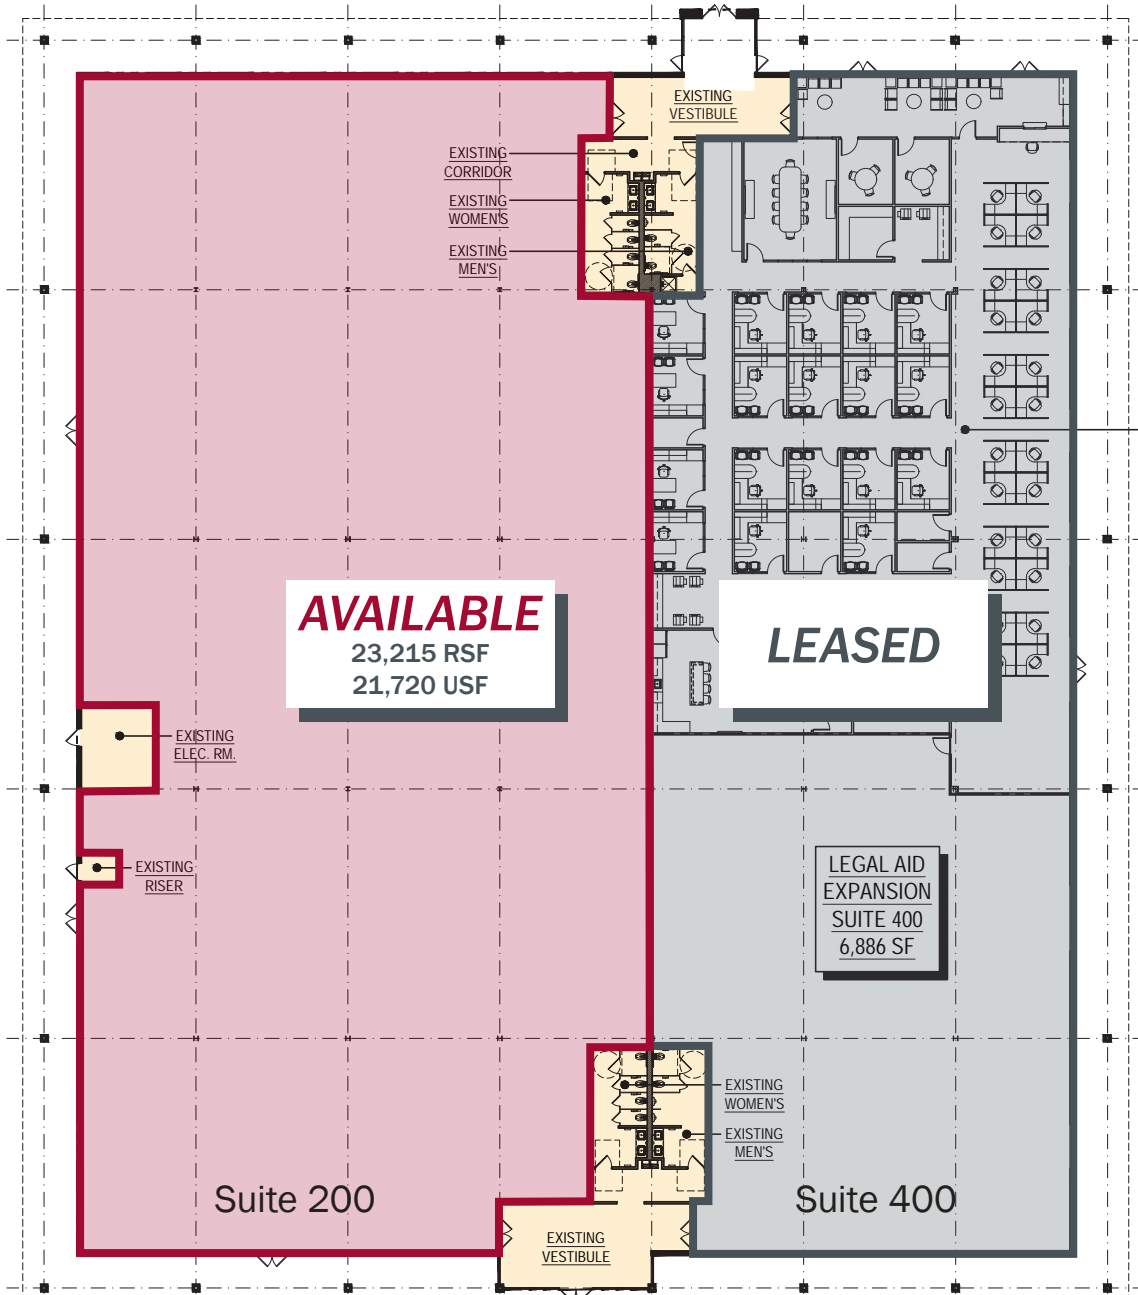 EXISTING
VESTIBULE
EXISTING
CORRIDOR
EXISTING
WOMEN'S
EXISTING
MEN'S
AVAILABLE
23,215 RSF
21,720 USF
LEASED
EXISTING
ELEC. RM.
EXISTING
RISER
LEGAL AID
EXPANSION
SUITE 400
6,886 SF
EXISTING
WOMEN'S
EXISTING
MEN'S
Suite 200
Suite 400
EXISTING
VESTIBULE